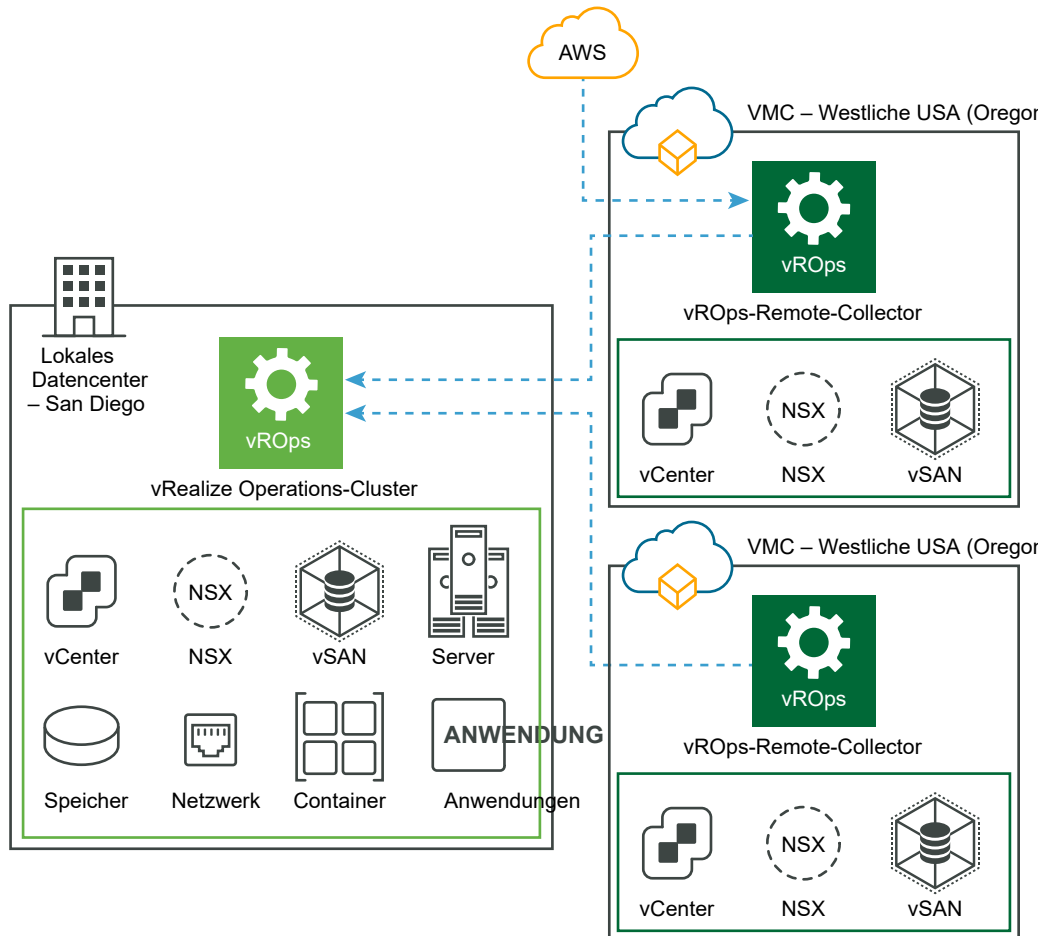 AWS
VMC – Westliche USA (Oregon
vROps
vROps-Remote-Collector
NSX
vCenter
NSX
vSAN
Lokales
Datencenter
– San Diego
vROps
vRealize Operations-Cluster
NSX
vCenter
NSX
vSAN
Server
ANWENDUNG
Speicher
Netzwerk
Container
Anwendungen
VMC – Westliche USA (Oregon
vROps
vROps-Remote-Collector
NSX
vCenter
NSX
vSAN